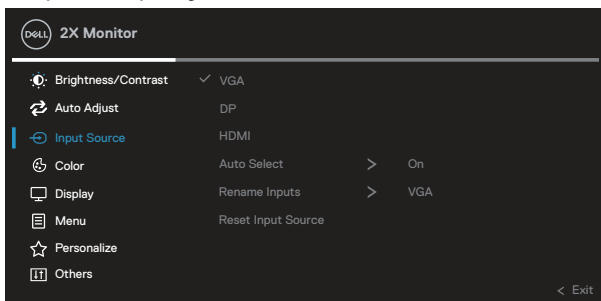 DELL 2X Monitor
Brightness/Contrast VGA
Auto Adjust DP
Input Source HDMI
Color Auto Select > On
Display Rename Inputs > VGA
Menu Reset Input Source
Personalize
Others
< Exit